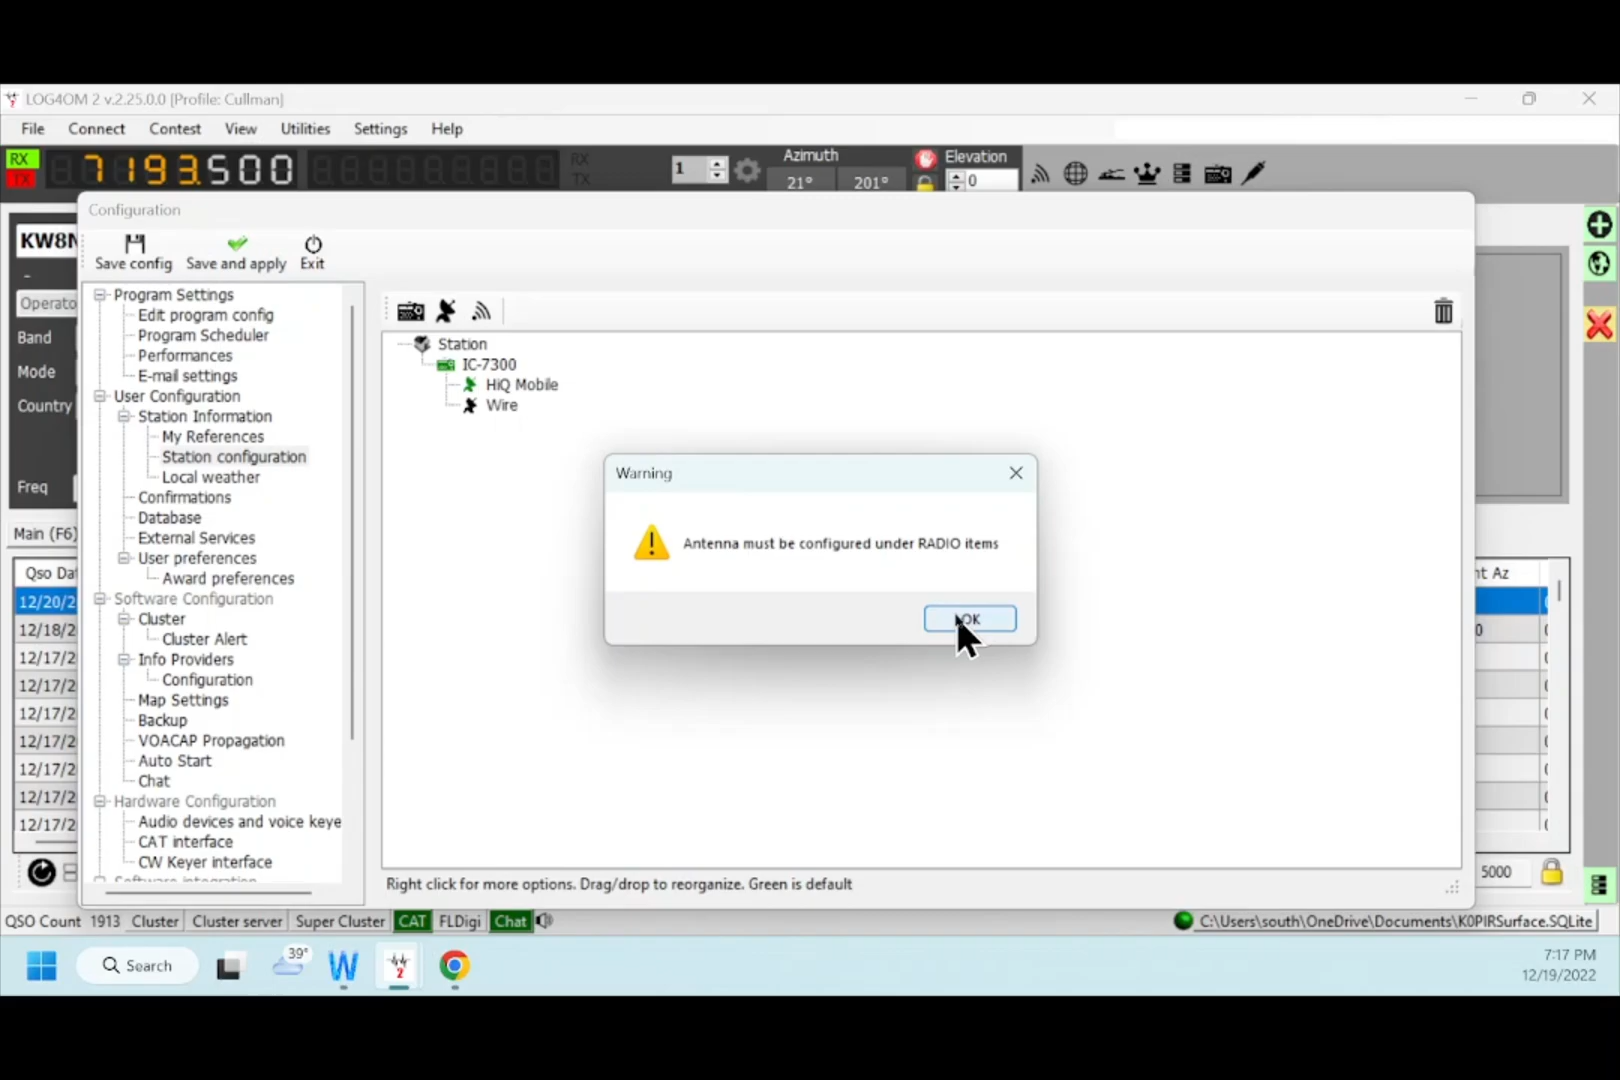 LOG4OM 2 v.2.25.0.0 [Profile: Cullman]
File Connect Contest View Utilities Settings Help
RX
TX
7193.500
RX
TX
1
Azimuth
21°
201°
Elevation
0
KW8N
-
Operato
Band
Mode
Country
Freq
Main (F6)
Configuration
Save config
Save and apply
Exit
Program Settings
Edit program config
Program Scheduler
Performances
E-mail settings
User Configuration
Station Information
My References
Station configuration
Local weather
Confirmations
Database
External Services
User preferences
Award preferences
Software Configuration
Cluster
Cluster Alert
Info Providers
Configuration
Map Settings
Backup
VOACAP Propagation
Auto Start
Chat
Hardware Configuration
Audio devices and voice keye
CAT interface
CW Keyer interface
Software integration
Station
IC-7300
HiQ Mobile
Wire
Warning
Antenna must be configured under RADIO items
OK
Right click for more options. Drag/drop to reorganize. Green is default
Qso Da
12/20/2
12/18/2
12/17/2
12/17/2
12/17/2
12/17/2
12/17/2
12/17/2
12/17/2
nt Az
0
5000
QSO Count 1913 Cluster Cluster server Super Cluster CAT FLDigi Chat
C:\Users\south\OneDrive\Documents\K0PIRSurface.SQLite
Search
39°
W
2
7:17 PM
12/19/2022